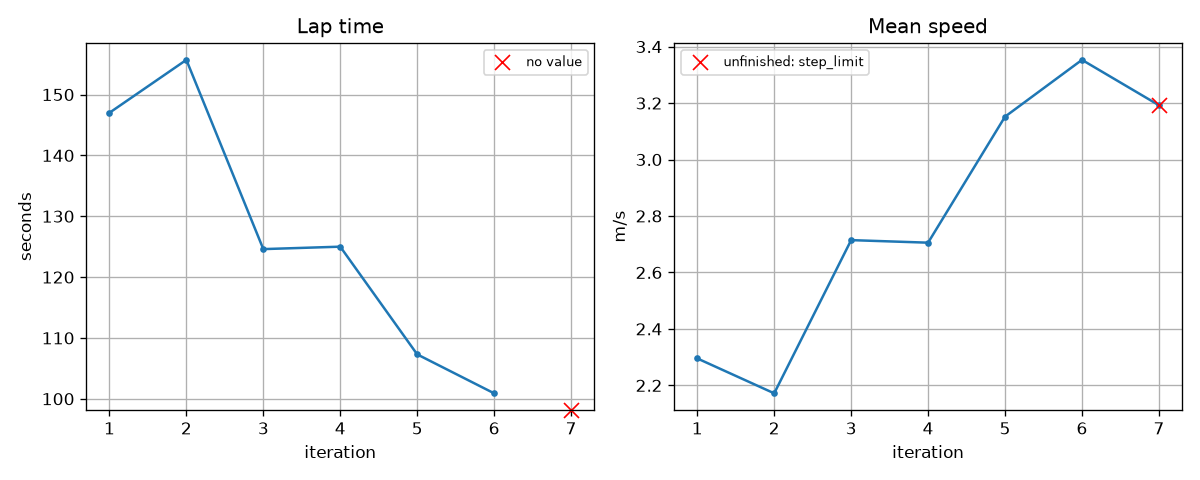 Lap time
no value
150
140
130
120
110
100
seconds
1 2 3 4 5 6 7
iteration
Mean speed
unfinished: step_limit
3.4
3.2
3.0
2.8
2.6
2.4
2.2
m/s
1 2 3 4 5 6 7
iteration